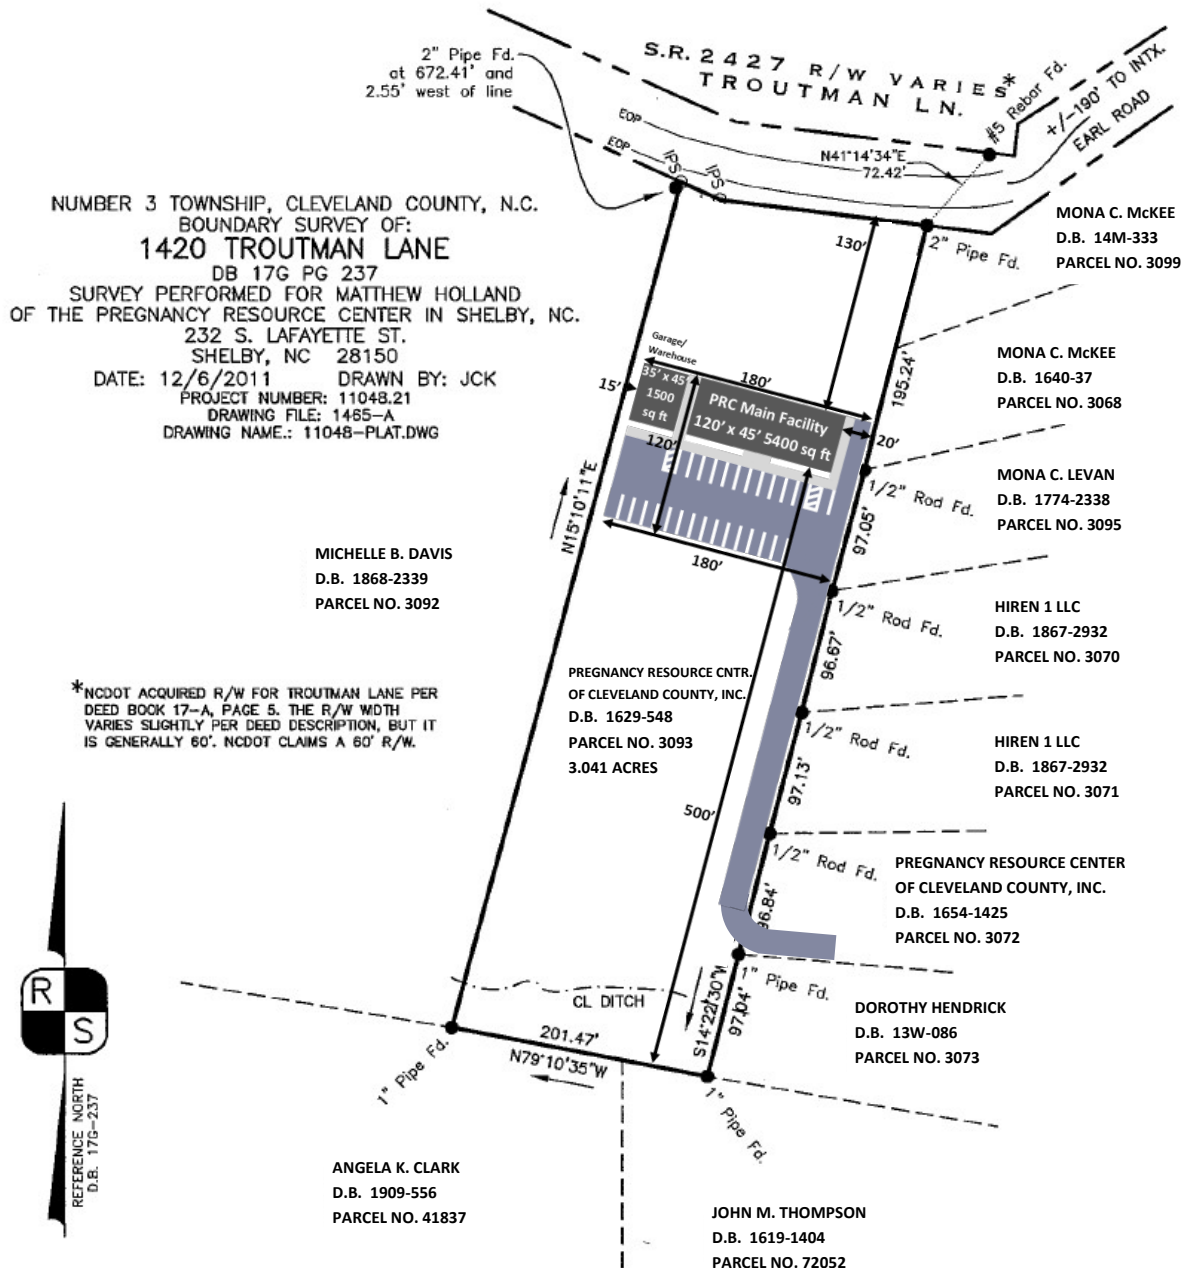 2" Pipe Fd.
at 672.41' and
2.55' west of line
S.R. 2427 R/W VARIES*
TROUTMAN LN.
#5 Rebar Fd.
+/-190' TO INTX.
EARL ROAD
EOP
EOP
IPS
IPS
N41°14'34"E
72.42'
NUMBER 3 TOWNSHIP, CLEVELAND COUNTY, N.C.
BOUNDARY SURVEY OF:
1420 TROUTMAN LANE
DB 17G PG 237
SURVEY PERFORMED FOR MATTHEW HOLLAND
OF THE PREGNANCY RESOURCE CENTER IN SHELBY, NC.
232 S. LAFAYETTE ST.
SHELBY, NC 28150
DATE: 12/6/2011 DRAWN BY: JCK
PROJECT NUMBER: 11048.21
DRAWING FILE: 1465-A
DRAWING NAME.: 11048-PLAT.DWG
MONA C. McKEE
D.B. 14M-333
PARCEL NO. 3099
130'
2" Pipe Fd.
195.24'
MONA C. McKEE
D.B. 1640-37
PARCEL NO. 3068
Garage/
Warehouse
180'
15'
35' x 45'
1500
sq ft
PRC Main Facility
120' x 45' 5400 sq ft
120'
20'
1/2" Rod Fd.
97.05'
MONA C. LEVAN
D.B. 1774-2338
PARCEL NO. 3095
N15°10'11"E
180'
MICHELLE B. DAVIS
D.B. 1868-2339
PARCEL NO. 3092
1/2" Rod Fd.
96.67'
HIREN 1 LLC
D.B. 1867-2932
PARCEL NO. 3070
PREGNANCY RESOURCE CNTR.
OF CLEVELAND COUNTY, INC.
D.B. 1629-548
PARCEL NO. 3093
3.041 ACRES
*NCDOT ACQUIRED R/W FOR TROUTMAN LANE PER
DEED BOOK 17-A, PAGE 5. THE R/W WIDTH
VARIES SLIGHTLY PER DEED DESCRIPTION, BUT IT
IS GENERALLY 60'. NCDOT CLAIMS A 60' R/W.
1/2" Rod Fd.
97.13'
HIREN 1 LLC
D.B. 1867-2932
PARCEL NO. 3071
500'
1/2" Rod Fd.
96.84'
PREGNANCY RESOURCE CENTER
OF CLEVELAND COUNTY, INC.
D.B. 1654-1425
PARCEL NO. 3072
1" Pipe Fd.
S14°22'30"W
97.04'
DOROTHY HENDRICK
D.B. 13W-086
PARCEL NO. 3073
CL DITCH
201.47'
N79°10'35"W
1" Pipe Fd.
1" Pipe Fd.
R
S
REFERENCE NORTH
D.B. 17G-237
ANGELA K. CLARK
D.B. 1909-556
PARCEL NO. 41837
JOHN M. THOMPSON
D.B. 1619-1404
PARCEL NO. 72052